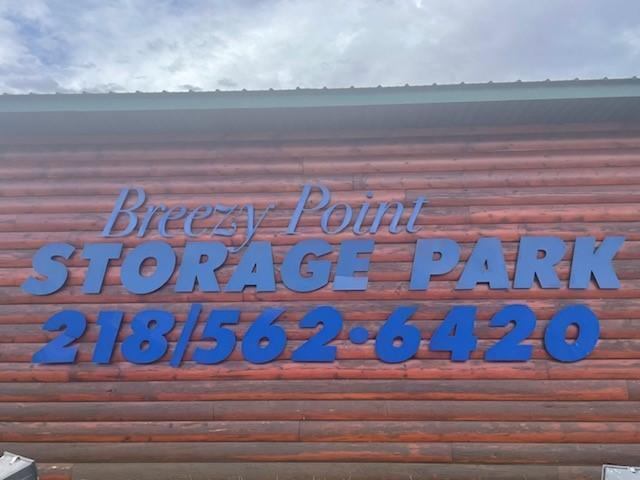 Breezy Point
STORAGE PARK
218/562·6420